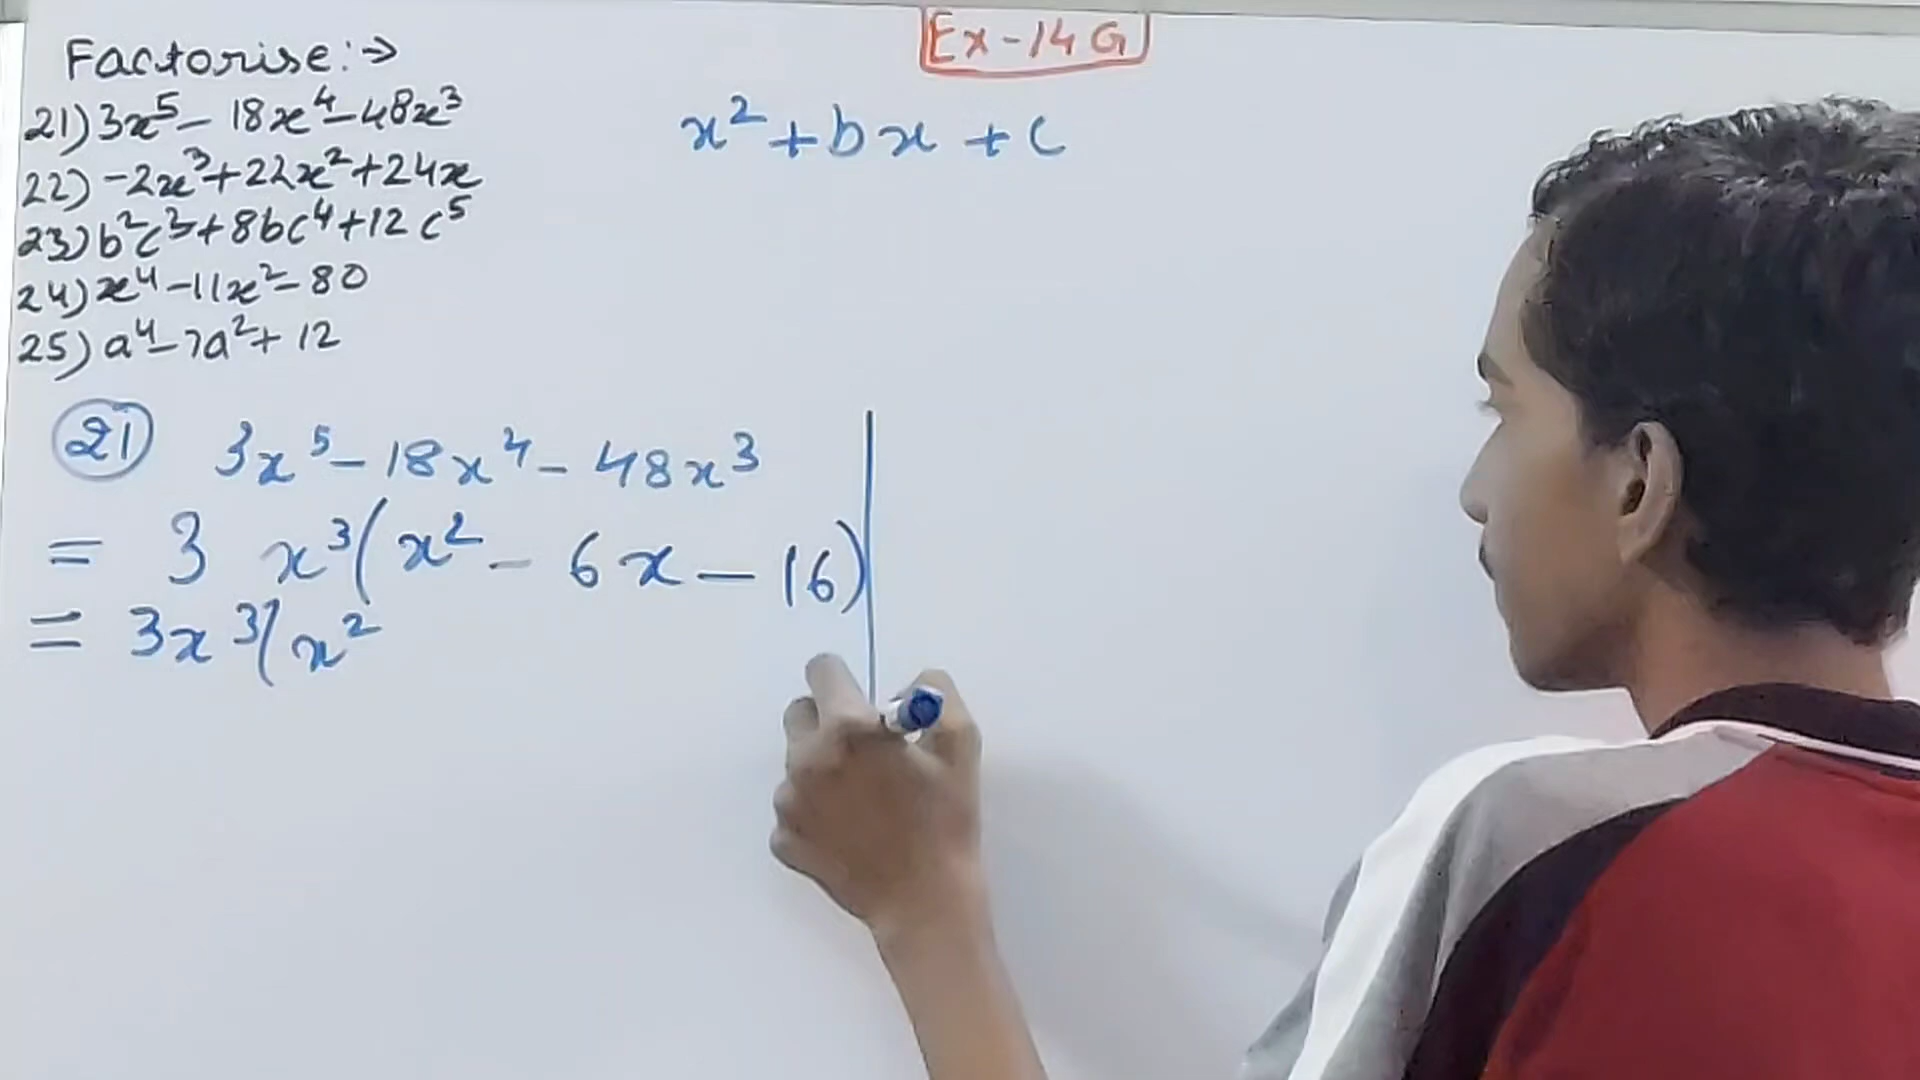 Ex-14G
Factorise:→
21) 3x⁵ - 18x⁴ - 48x³
22) -2x³ + 22x² + 24x
23) b²c³ + 8bc⁴ + 12c⁵
24) x⁴ - 11x² - 80
25) a⁴ - 7a² + 12
x² + bx + c
21 3x⁵ - 18x⁴ - 48x³
= 3 x³(x² - 6x - 16)
= 3x³(x²